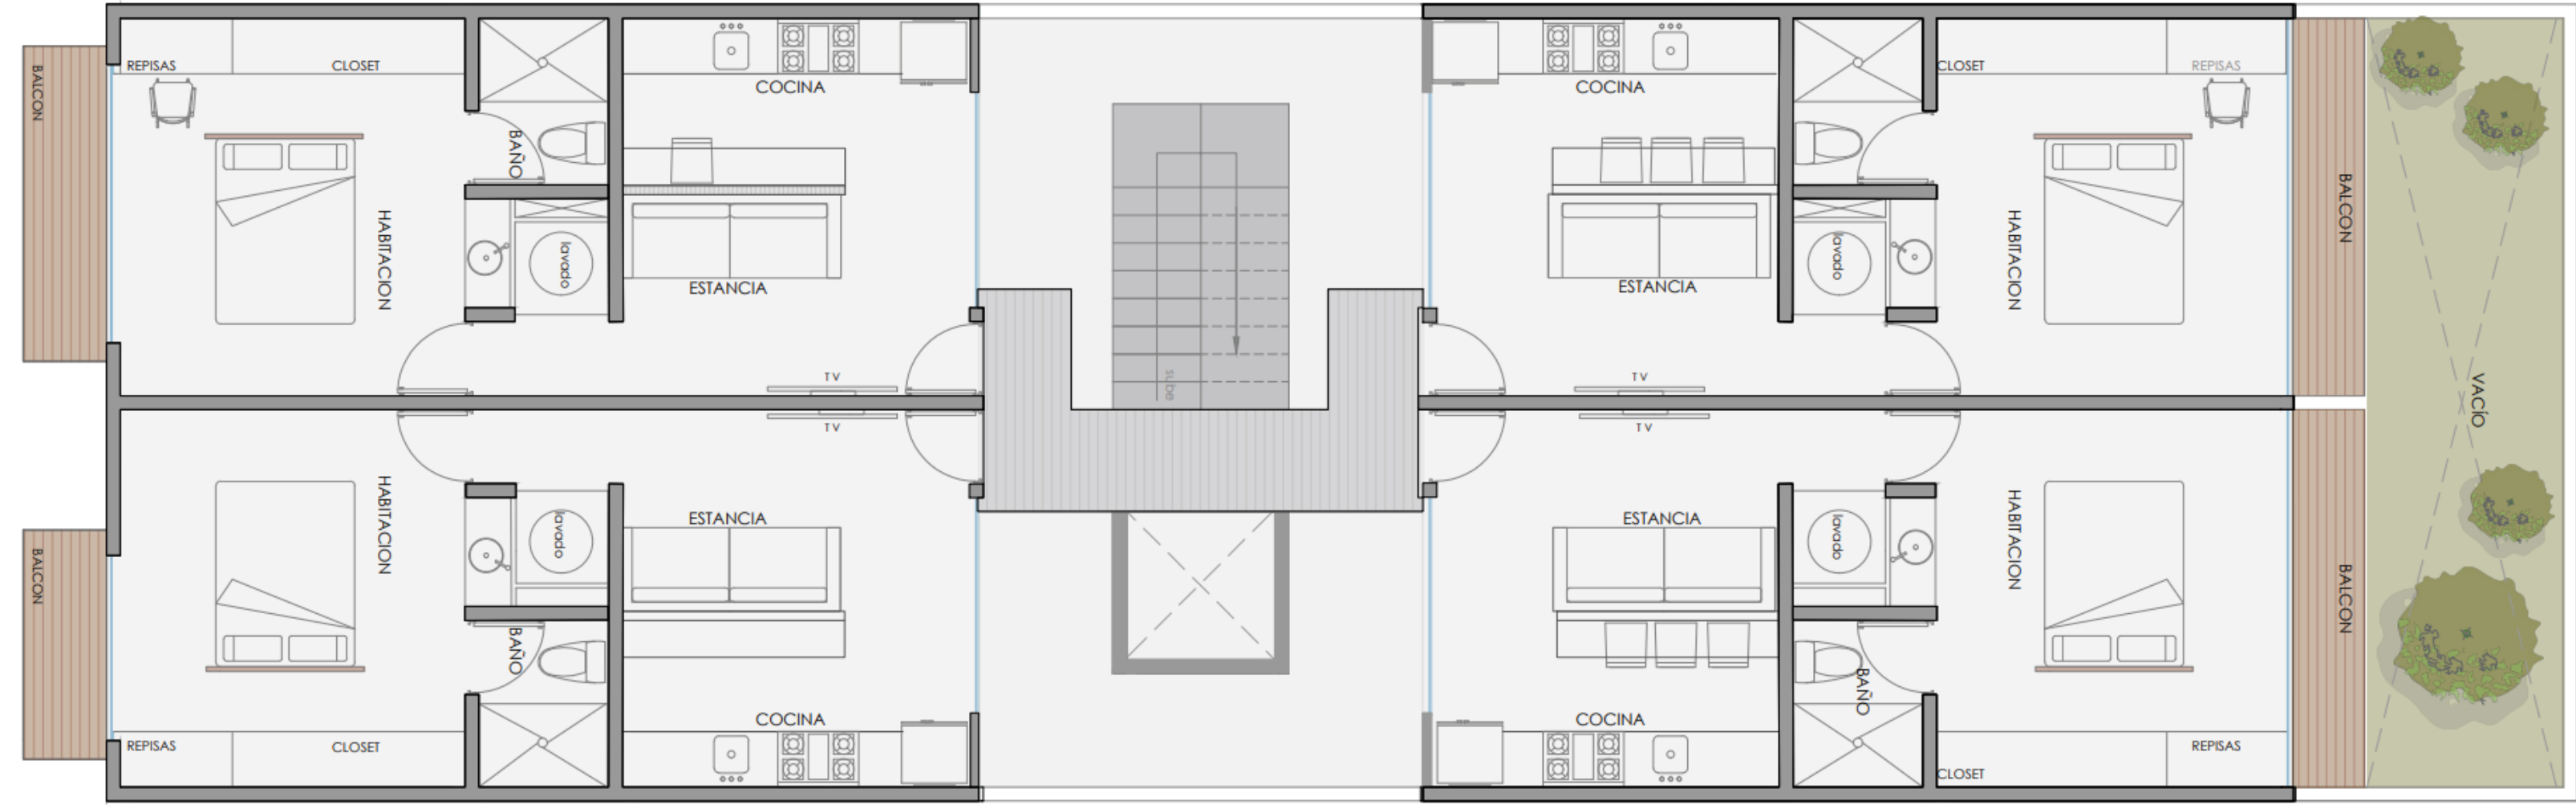 REPISAS
CLOSET
COCINA
COCINA
CLOSET
REPISAS
BALCON
BAÑO
HABITACION
lavado
ESTANCIA
ESTANCIA
lavado
HABITACION
BALCON
sube
TV
TV
VACÍO
TV
TV
HABITACION
lavado
ESTANCIA
ESTANCIA
lavado
HABITACION
BALCON
BALCON
BAÑO
BAÑO
COCINA
COCINA
REPISAS
CLOSET
CLOSET
REPISAS